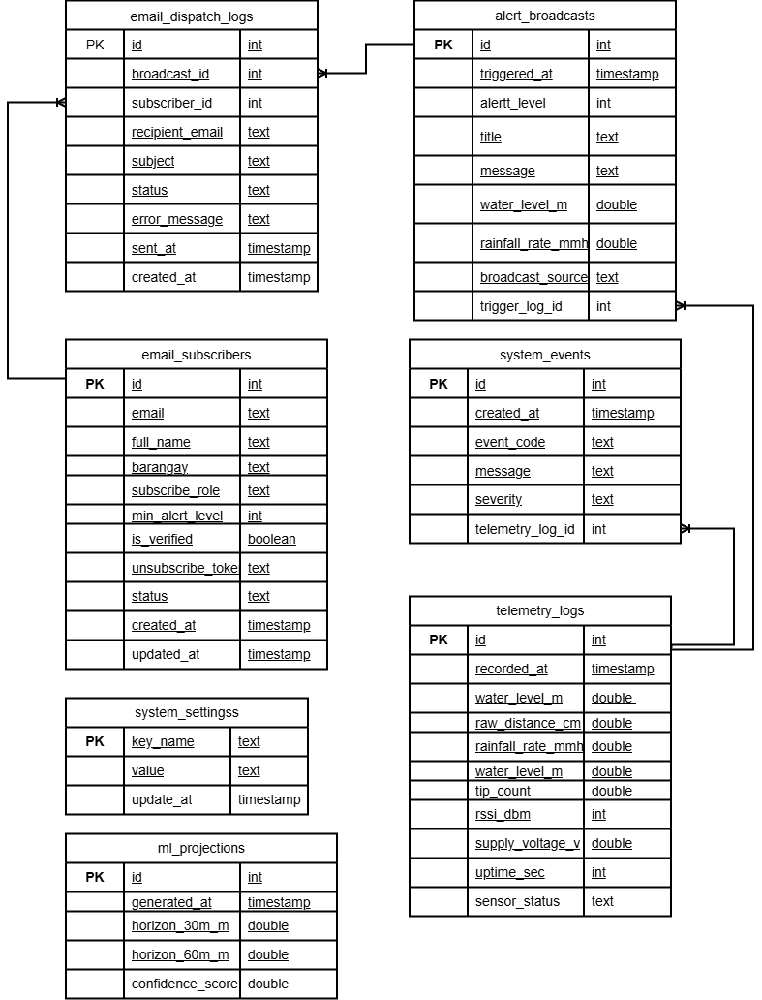 email_dispatch_logs
PK id int
broadcast_id int
subscriber_id int
recipient_email text
subject text
status text
error_message text
sent_at timestamp
created_at timestamp
alert_broadcasts
PK id int
triggered_at timestamp
alertt_level int
title text
message text
water_level_m double
rainfall_rate_mmh double
broadcast_source text
trigger_log_id int
email_subscribers
PK id int
email text
full_name text
barangay text
subscribe_role text
min_alert_level int
is_verified boolean
unsubscribe_toke text
status text
created_at timestamp
updated_at timestamp
system_events
PK id int
created_at timestamp
event_code text
message text
severity text
telemetry_log_id int
telemetry_logs
PK id int
recorded_at timestamp
water_level_m double
raw_distance_cm double
rainfall_rate_mmh double
water_level_m double
tip_count double
rssi_dbm int
supply_voltage_v double
uptime_sec int
sensor_status text
system_settingss
PK key_name text
value text
update_at timestamp
ml_projections
PK id int
generated_at timestamp
horizon_30m_m double
horizon_60m_m double
confidence_score double